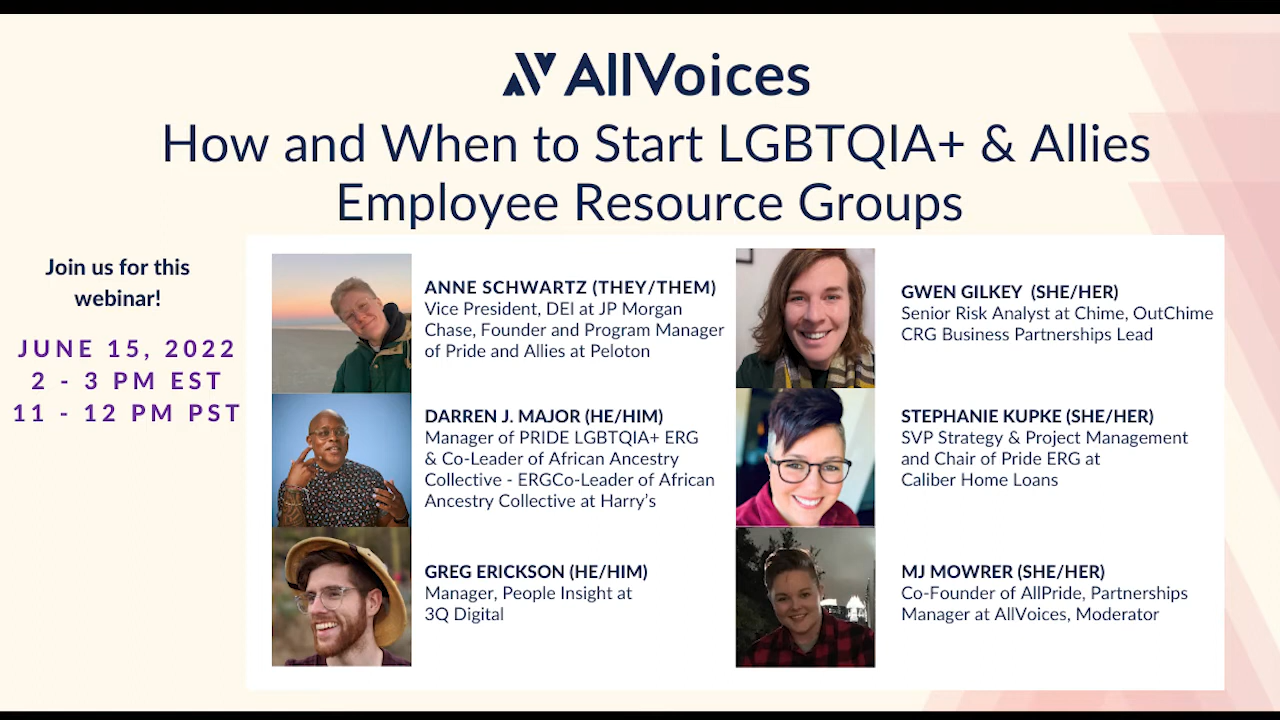 AllVoices
How and When to Start LGBTQIA+ & Allies
Employee Resource Groups
Join us for this
webinar!
JUNE 15, 2022
2 - 3 PM EST
11 - 12 PM PST
ANNE SCHWARTZ (THEY/THEM)
Vice President, DEI at JP Morgan
Chase, Founder and Program Manager
of Pride and Allies at Peloton
DARREN J. MAJOR (HE/HIM)
Manager of PRIDE LGBTQIA+ ERG
& Co-Leader of African Ancestry
Collective - ERGCo-Leader of African
Ancestry Collective at Harry's
GREG ERICKSON (HE/HIM)
Manager, People Insight at
3Q Digital
GWEN GILKEY (SHE/HER)
Senior Risk Analyst at Chime, OutChime
CRG Business Partnerships Lead
STEPHANIE KUPKE (SHE/HER)
SVP Strategy & Project Management
and Chair of Pride ERG at
Caliber Home Loans
MJ MOWRER (SHE/HER)
Co-Founder of AllPride, Partnerships
Manager at AllVoices, Moderator